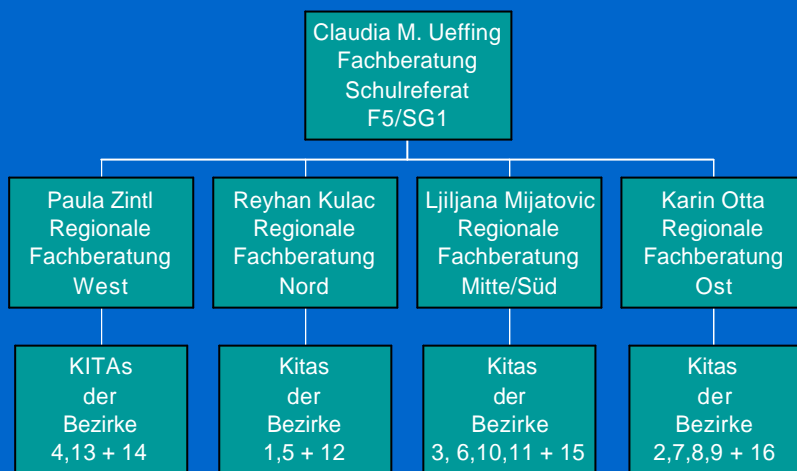 Claudia M. Ueffing
Fachberatung
Schulreferat
F5/SG1
Paula Zintl
Regionale
Fachberatung
West
Reyhan Kulac
Regionale
Fachberatung
Nord
Ljiljana Mijatovic
Regionale
Fachberatung
Mitte/Süd
Karin Otta
Regionale
Fachberatung
Ost
KITAs
der
Bezirke
4,13 + 14
Kitas
der
Bezirke
1,5 + 12
Kitas
der
Bezirke
3, 6,10,11 + 15
Kitas
der
Bezirke
2,7,8,9 + 16